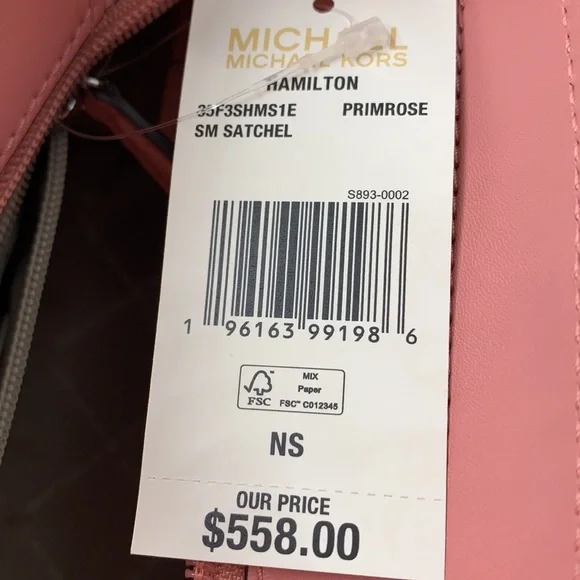 MICHAEL
MICHAEL KORS
HAMILTON
35F3SHMS1E PRIMROSE
SM SATCHEL
S893-0002
1 96163 99198 6
FSC™ MIX
Paper
FSC™ C012345
NS
OUR PRICE
$558.00